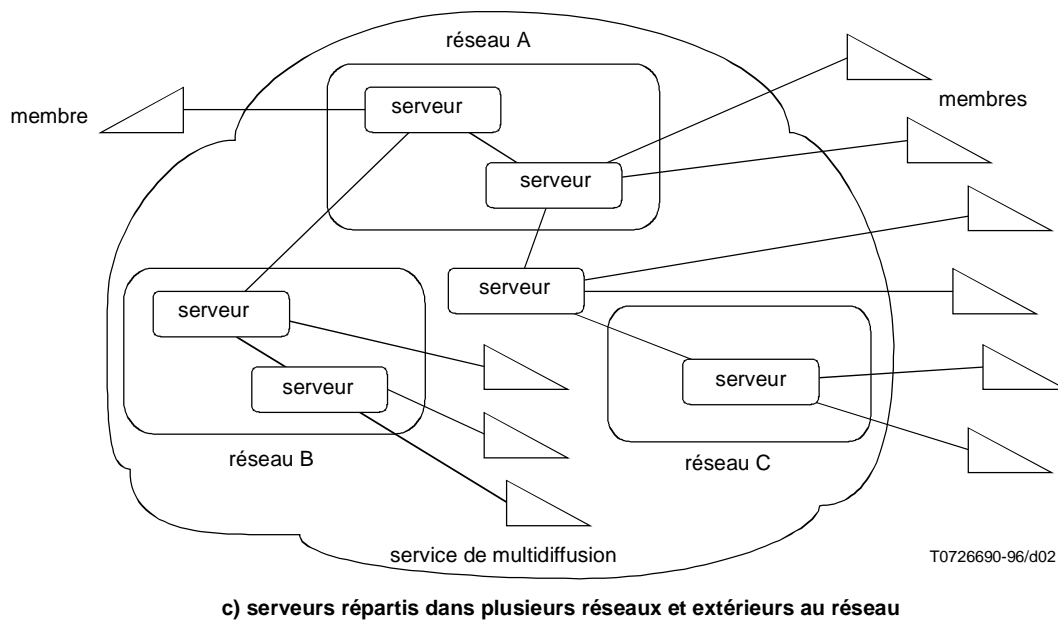 réseau A
membre
serveur
membres
serveur
serveur
serveur
serveur
serveur
réseau B
réseau C
service de multidiffusion
T0726690-96/d02
c) serveurs répartis dans plusieurs réseaux et extérieurs au réseau